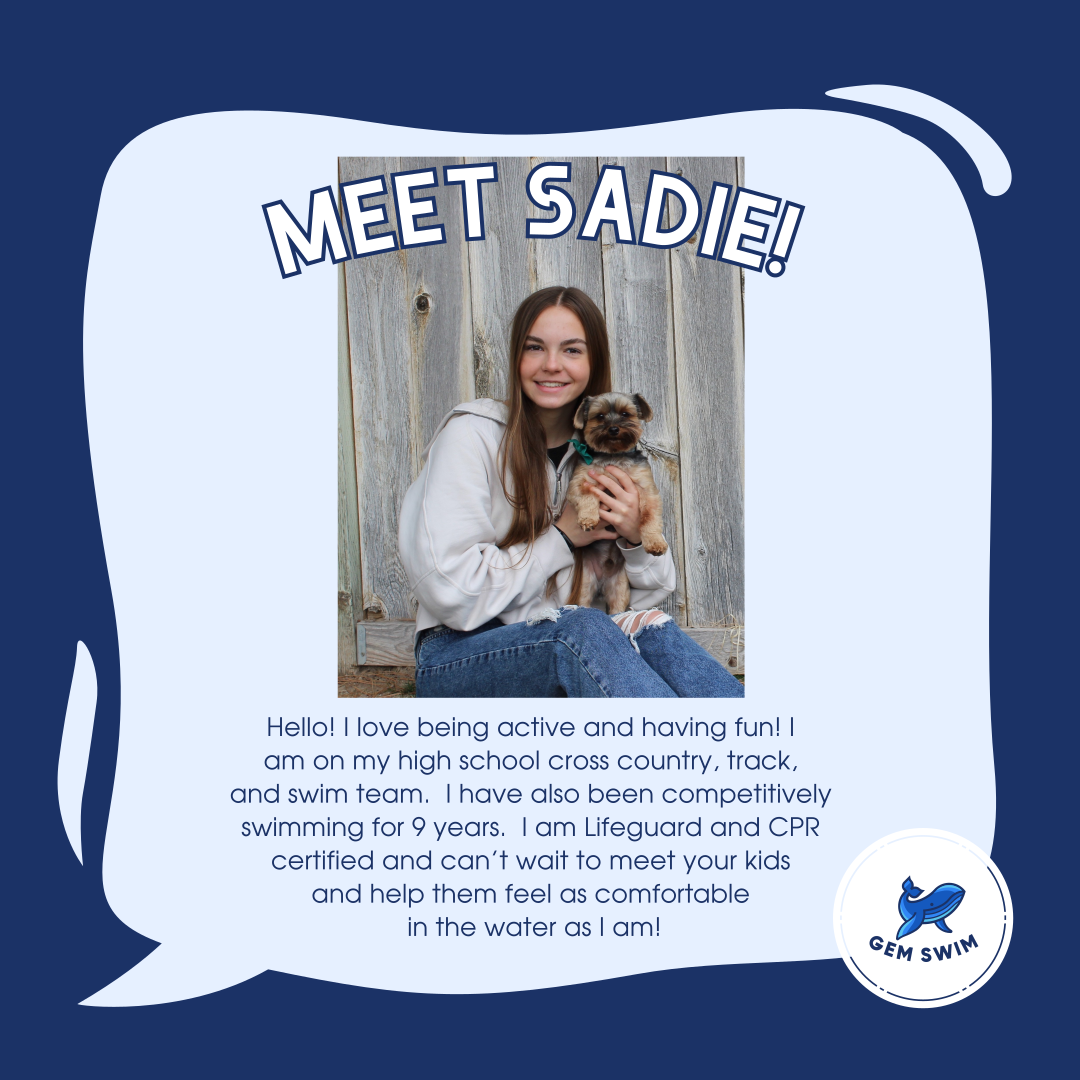 MEET SADIE!
Hello! I love being active and having fun! I
am on my high school cross country, track,
and swim team.  I have also been competitively
swimming for 9 years.  I am Lifeguard and CPR
certified and can’t wait to meet your kids
and help them feel as comfortable
in the water as I am!
GEM SWIM